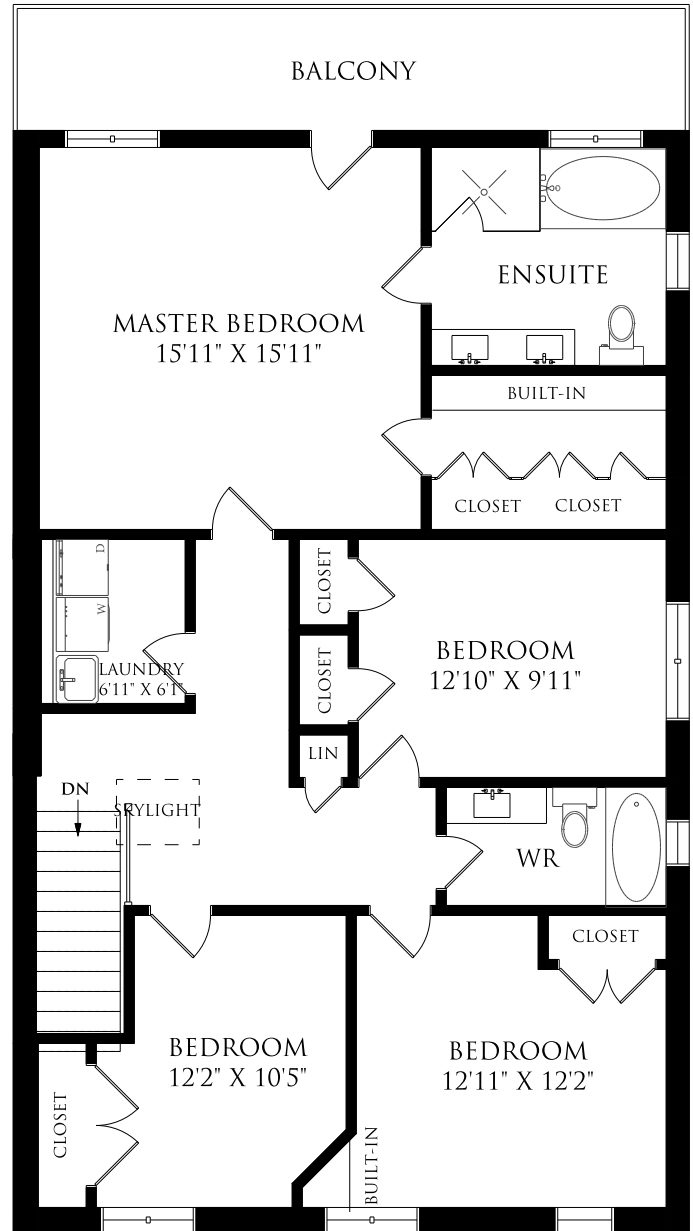 BALCONY
MASTER BEDROOM
15'11" X 15'11"
ENSUITE
BUILT-IN
CLOSET
CLOSET
D
W
LAUNDRY
6'11" X 6'1"
CLOSET
CLOSET
BEDROOM
12'10" X 9'11"
LIN
DN
SKYLIGHT
WR
CLOSET
BEDROOM
12'2" X 10'5"
BEDROOM
12'11" X 12'2"
CLOSET
BUILT-IN